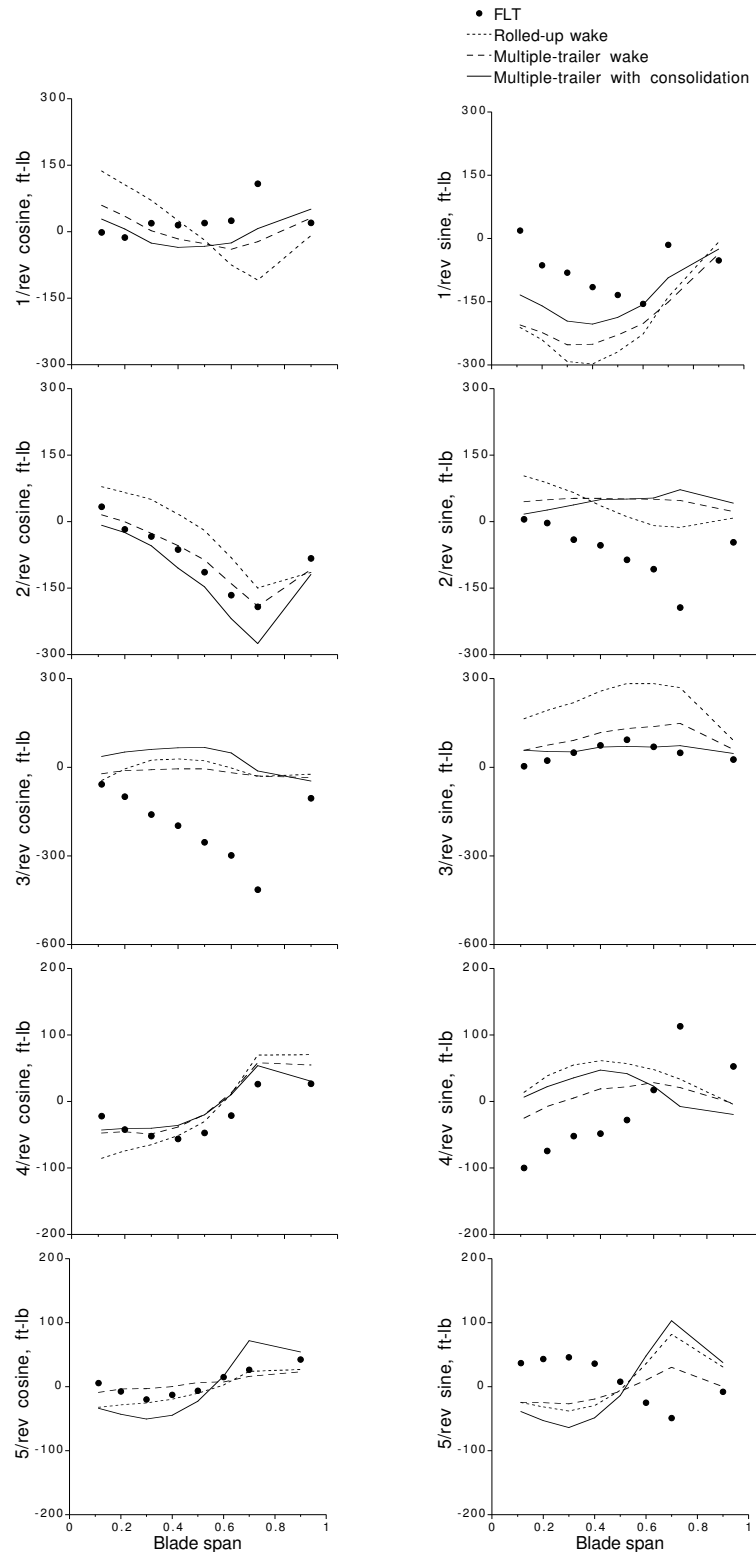 FLT
Rolled-up wake
Multiple-trailer wake
Multiple-trailer with consolidation
300
150
0
-150
-300
1/rev cosine, ft-lb
300
150
0
-150
-300
1/rev sine, ft-lb
300
150
0
-150
-300
2/rev cosine, ft-lb
300
150
0
-150
-300
2/rev sine, ft-lb
300
0
-300
-600
3/rev cosine, ft-lb
300
0
-300
-600
3/rev sine, ft-lb
200
100
0
-100
-200
4/rev cosine, ft-lb
200
100
0
-100
-200
4/rev sine, ft-lb
200
100
0
-100
-200
5/rev cosine, ft-lb
0 0.2 0.4 0.6 0.8 1
Blade span
200
100
0
-100
-200
5/rev sine, ft-lb
0 0.2 0.4 0.6 0.8 1
Blade span